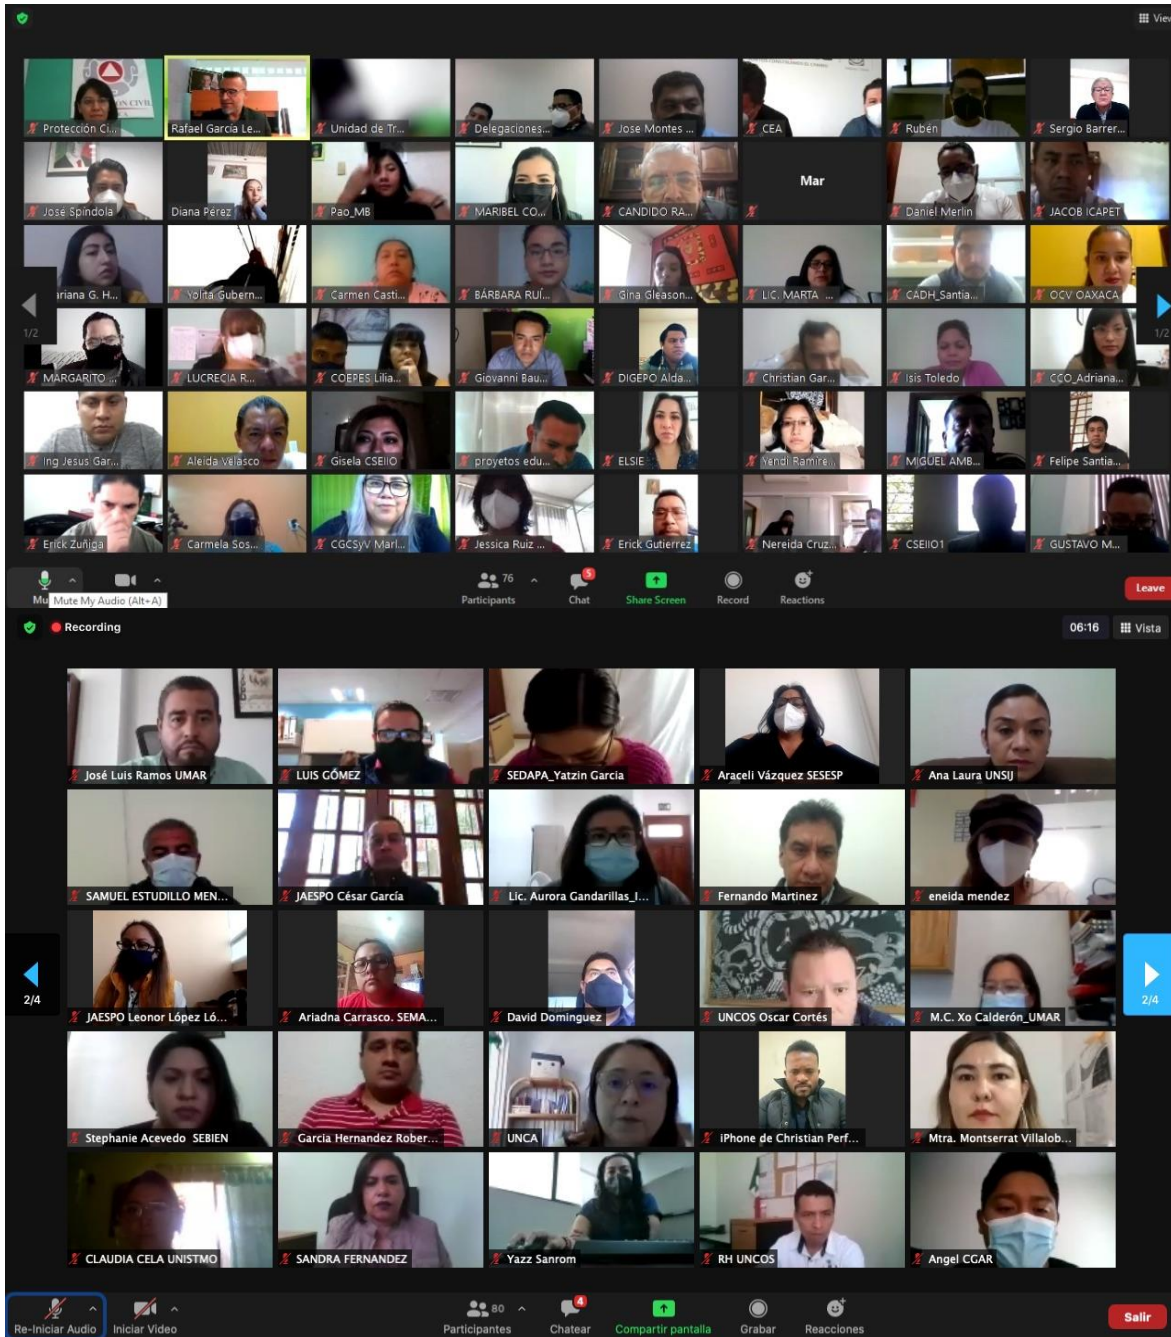 View
Protección Ci...
Rafael García Le...
Unidad de Tr...
Delegaciones...
Jose Montes ...
CEA
Rubén
Sergio Barrer...
José Spíndola
Diana Pérez
Pao_MB
MARIBEL CO...
CANDIDO RA...
Mar
Daniel Merlin
JACOB ICAPET
ariana G. H...
Yolita Gubern...
Carmen Casti...
BÁRBARA RUÍ...
Gina Gleason...
LIC. MARTA ...
CADH_Santia...
OCV OAXACA
1/2
1/2
MARGARITO ...
LUCRECIA R...
COEPES Lilia...
Giovanni Bau...
DIGEPO Alda...
Christian Gar...
Isis Toledo
CCO_Adriana...
Ing Jesus Gar...
Aleida Velasco
Gisela CSEIIO
proyetos edu...
ELSIE
Yendi Ramire...
MIGUEL AMB...
Felipe Santia...
Erick Zuñiga
Carmela Sos...
CGCSyV Marl...
Jessica Ruiz ...
Erick Gutierrez
Nereida Cruz...
CSEIIO1
GUSTAVO M...
Mu
Mute My Audio (Alt+A)
76
Participants
5
Chat
Share Screen
Record
Reactions
Leave
Recording
06:16
Vista
José Luis Ramos UMAR
LUIS GÓMEZ
SEDAPA_Yatzin Garcia
Araceli Vázquez SESESP
Ana Laura UNSIJ
SAMUEL ESTUDILLO MEN...
JAESPO César García
Lic. Aurora Gandarillas_I...
Fernando Martinez
eneida mendez
2/4
JAESPO Leonor López Ló...
Ariadna Carrasco. SEMA...
David Dominguez
UNCOS Oscar Cortés
M.C. Xo Calderón_UMAR
2/4
Stephanie Acevedo SEBIEN
Garcia Hernandez Rober...
UNCA
iPhone de Christian Perf...
Mtra. Montserrat Villalob...
CLAUDIA CELA UNISTMO
SANDRA FERNANDEZ
Yazz Sanrom
RH UNCOS
Angel CGAR
Re-Iniciar Audio
Iniciar Video
80
Participantes
4
Chatear
Compartir pantalla
Grabar
Reacciones
Salir